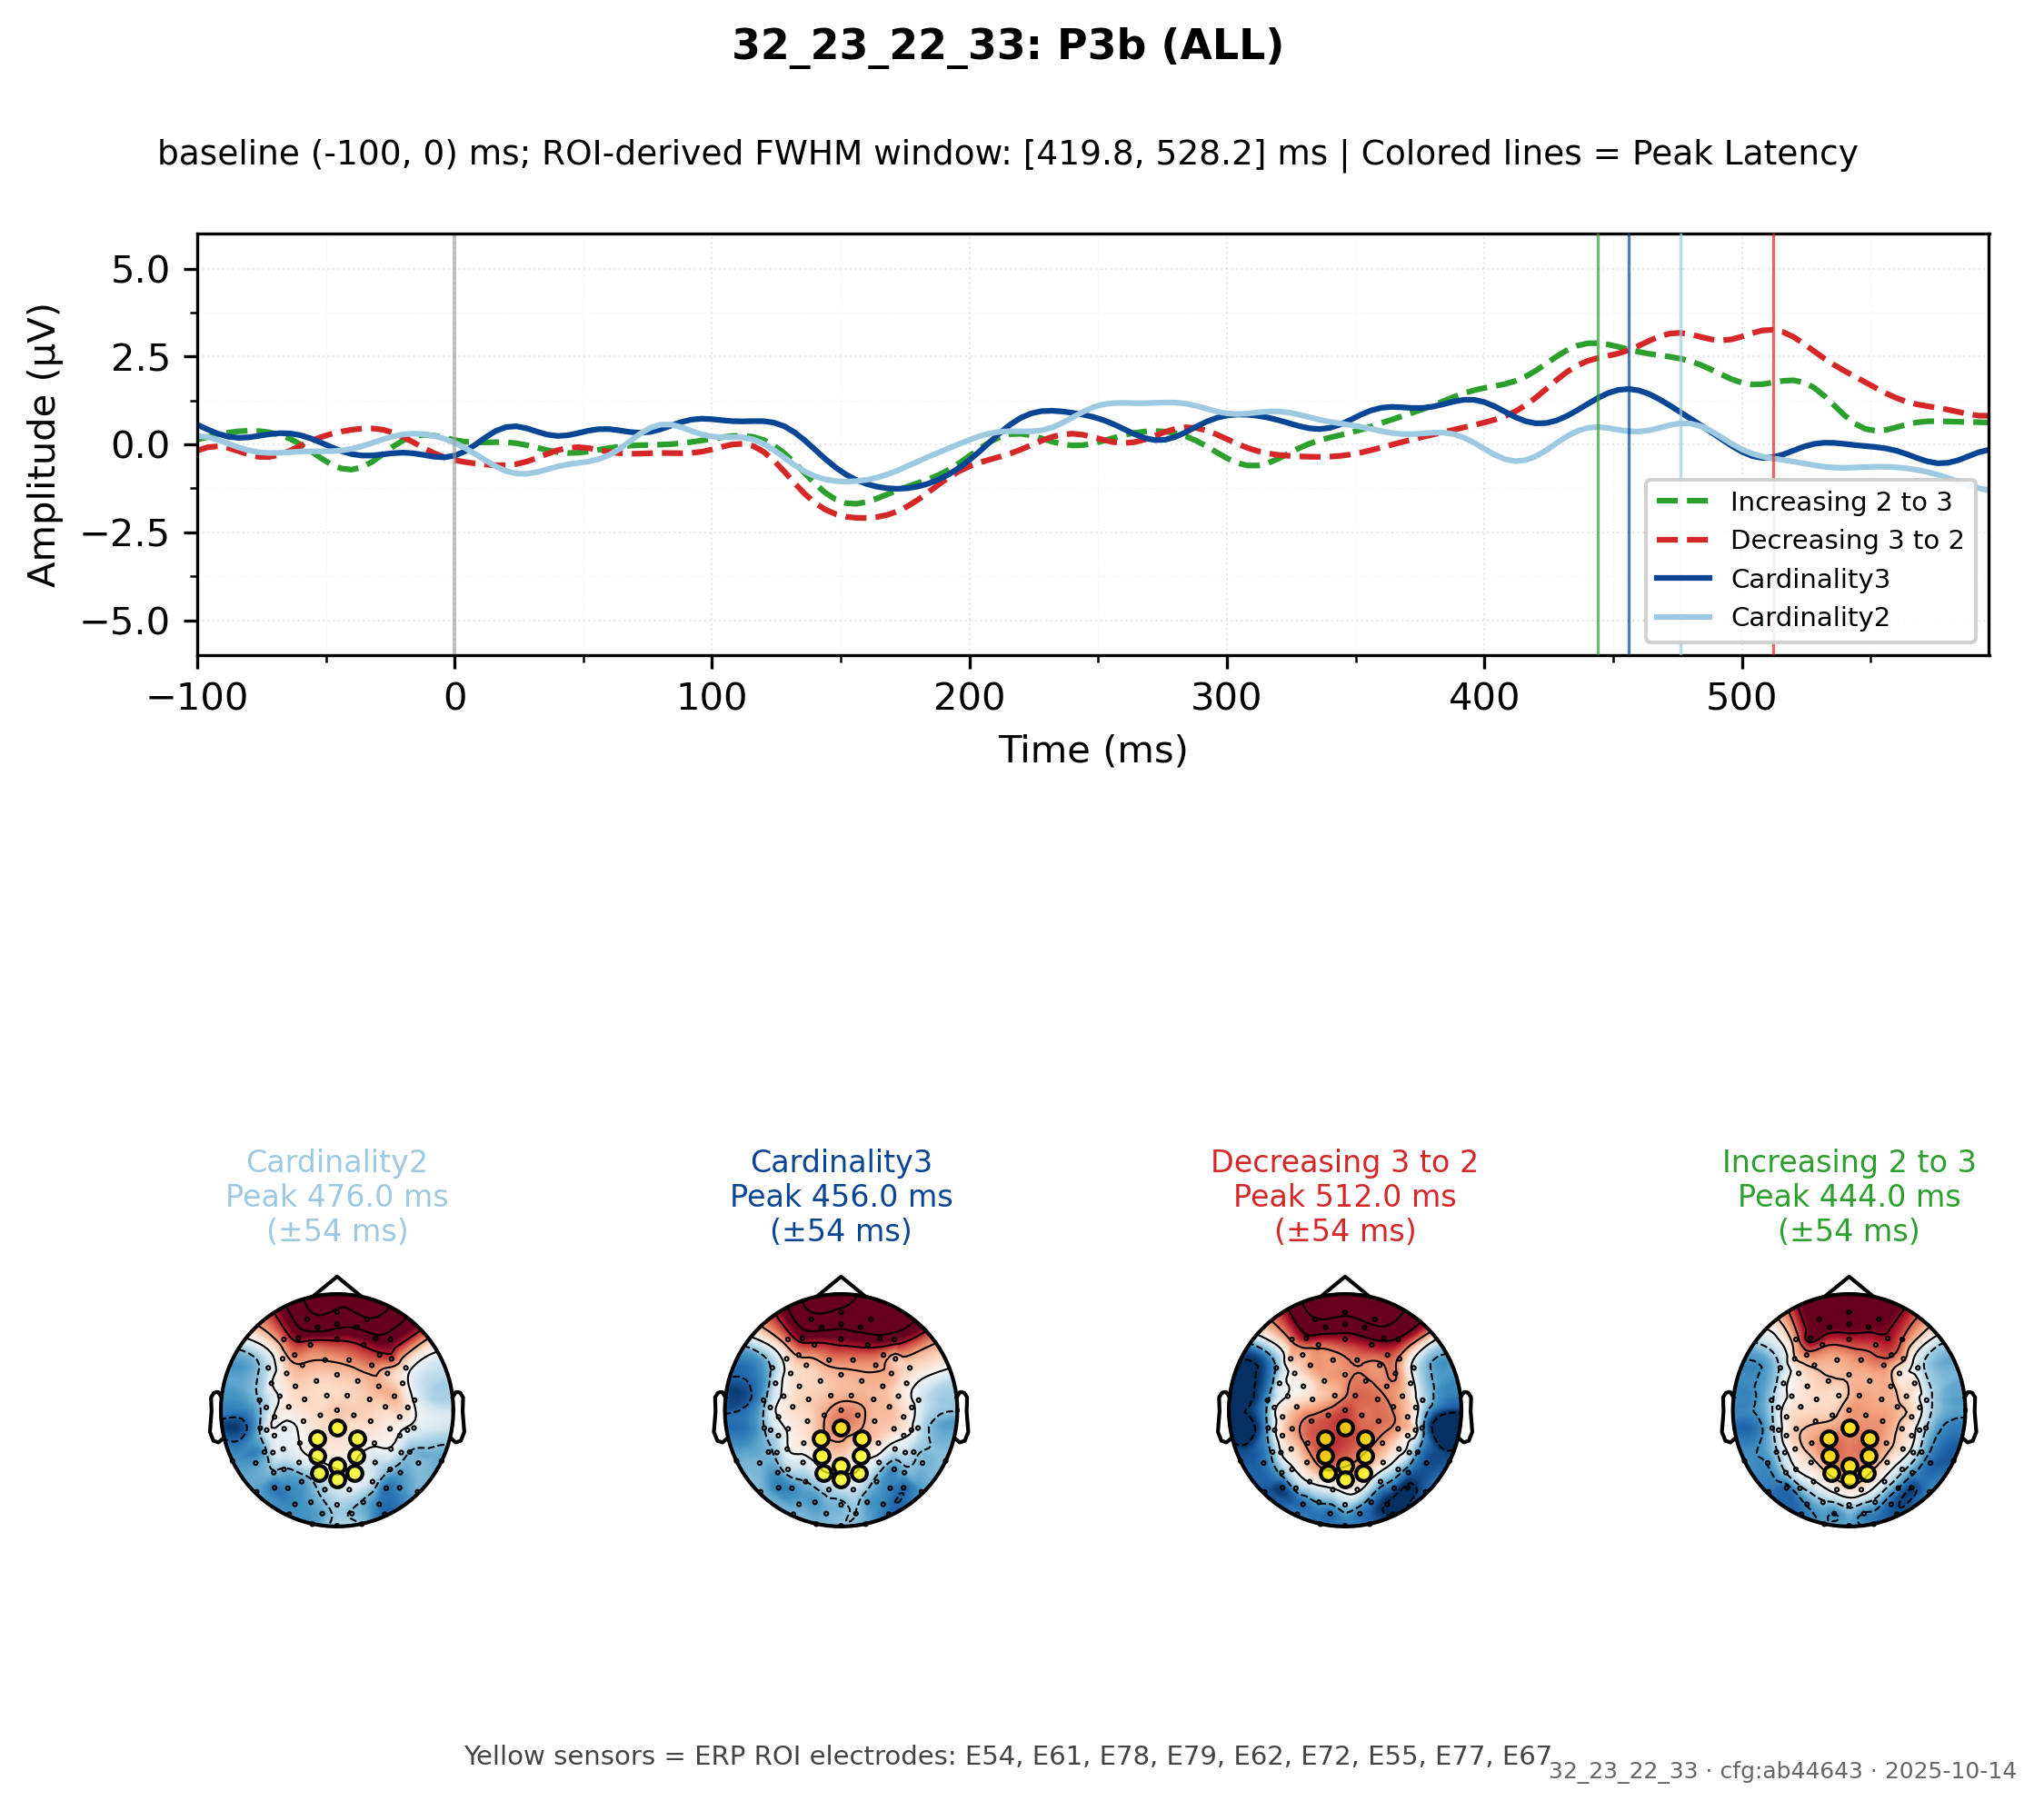 32_23_22_33: P3b (ALL)
baseline (-100, 0) ms; ROI-derived FWHM window: [419.8, 528.2] ms | Colored lines = Peak Latency
Amplitude (µV)
5.0
2.5
0.0
−2.5
−5.0
−100
0
100
200
300
400
500
Time (ms)
Increasing 2 to 3
Decreasing 3 to 2
Cardinality3
Cardinality2
Cardinality2
Peak 476.0 ms
(±54 ms)
Cardinality3
Peak 456.0 ms
(±54 ms)
Decreasing 3 to 2
Peak 512.0 ms
(±54 ms)
Increasing 2 to 3
Peak 444.0 ms
(±54 ms)
Yellow sensors = ERP ROI electrodes: E54, E61, E78, E79, E62, E72, E55, E77, E67
32_23_22_33 · cfg:ab44643 · 2025-10-14